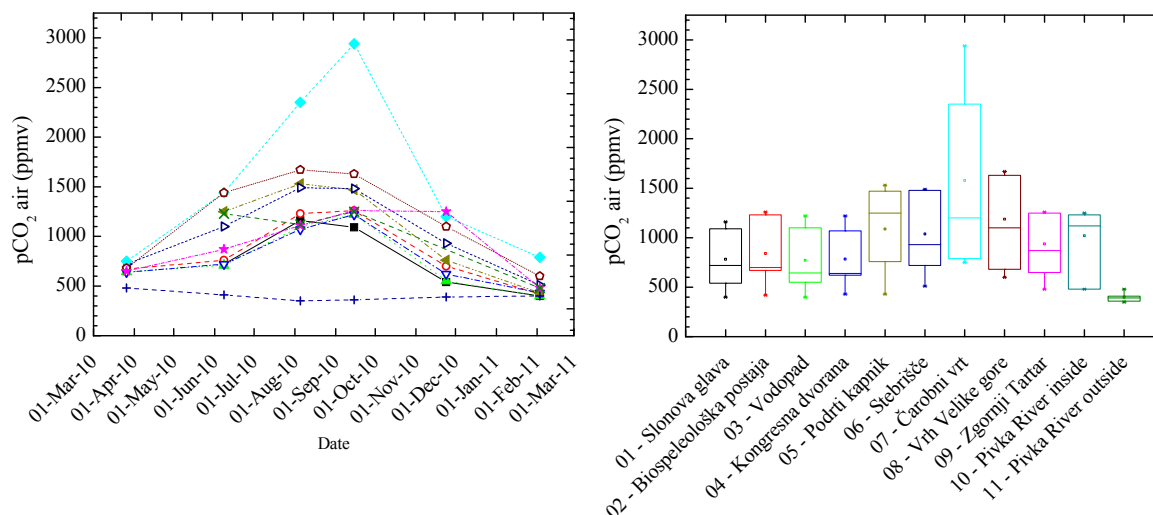 pCO2 air (ppmv)
3000
2500
2000
1500
1000
500
0
01-Mar-10
01-Apr-10
01-May-10
01-Jun-10
01-Jul-10
01-Aug-10
01-Sep-10
01-Oct-10
01-Nov-10
01-Dec-10
01-Jan-11
01-Feb-11
01-Mar-11
Date
pCO2 air (ppmv)
3000
2500
2000
1500
1000
500
0
01 - Slonova glava
02 - Biospeleološka postaja
03 - Vodopad
04 - Kongresna dvorana
05 - Podrti kapnik
06 - Stebrišče
07 - Čarobni vrt
08 - Vrh Velike gore
09 - Zgornji Tartar
10 - Pivka River inside
11 - Pivka River outside